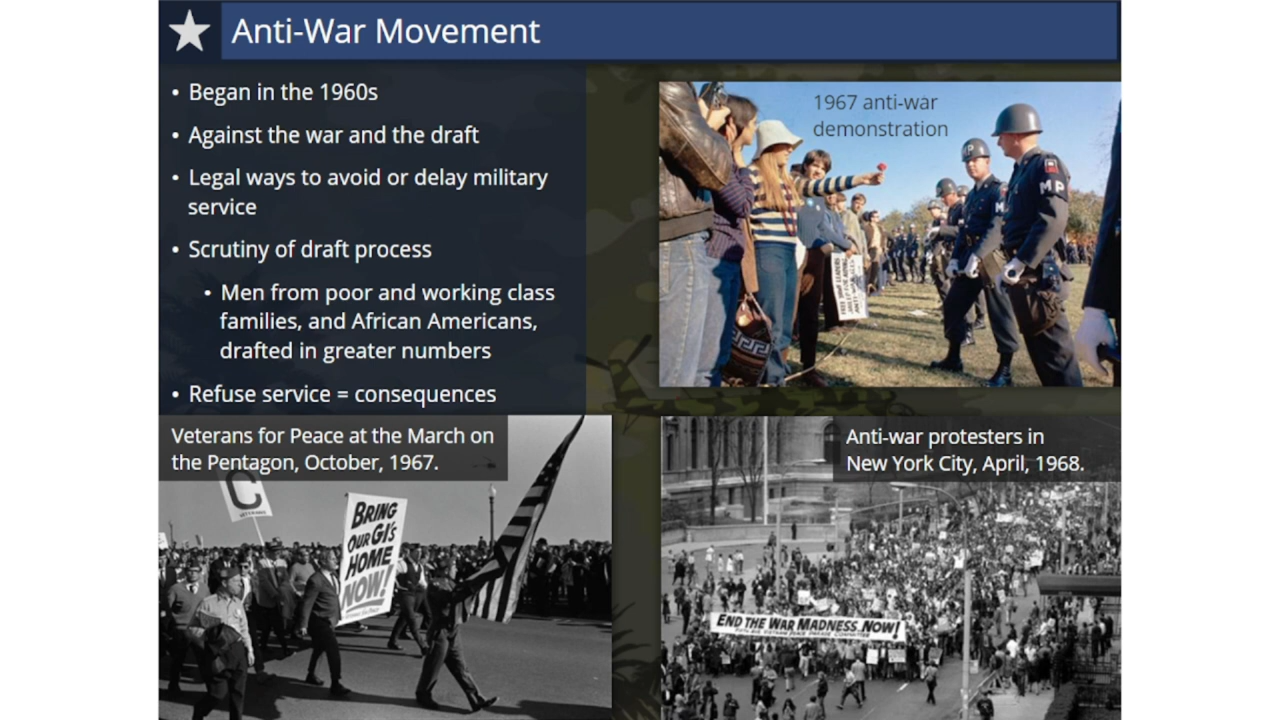 Anti-War Movement
• Began in the 1960s
• Against the war and the draft
• Legal ways to avoid or delay military
service
• Scrutiny of draft process
• Men from poor and working class
families, and African Americans,
drafted in greater numbers
• Refuse service = consequences
1967 anti-war
demonstration
MP
P
Veterans for Peace at the March on
the Pentagon, October, 1967.
C
VETERANS
BRING
OUR GI'S
HOME
NOW!
Anti-war protesters in
New York City, April, 1968.
END THE WAR MADNESS NOW!